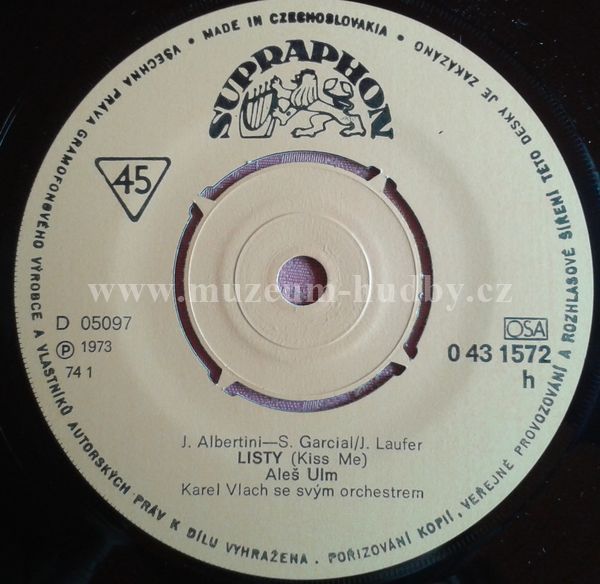 VŠECHNA PRÁVA GRAMOFONOVÉHO VÝROBCE A VLASTNÍKŮ AUTORSKÝCH PRÁV K DÍLU VYHRAŽENA . POŘIZOVÁNÍ KOPIÍ, VEŘEJNÉ PROVOZOVÁNÍ A ROZHLASOVÉ ŠÍŘENÍ TÉTO DESKY JE ZAKÁZÁNO • MADE IN CZECHOSLOVAKIA •
SUPRAPHON
45
www.muzeum-hudby.cz
D 05097
OSA
℗ 1973
0 43 1572
74 1
h
J. Albertini—S. Garcial/J. Laufer
LISTY (Kiss Me)
Aleš Ulm
Karel Vlach se svým orchestrem